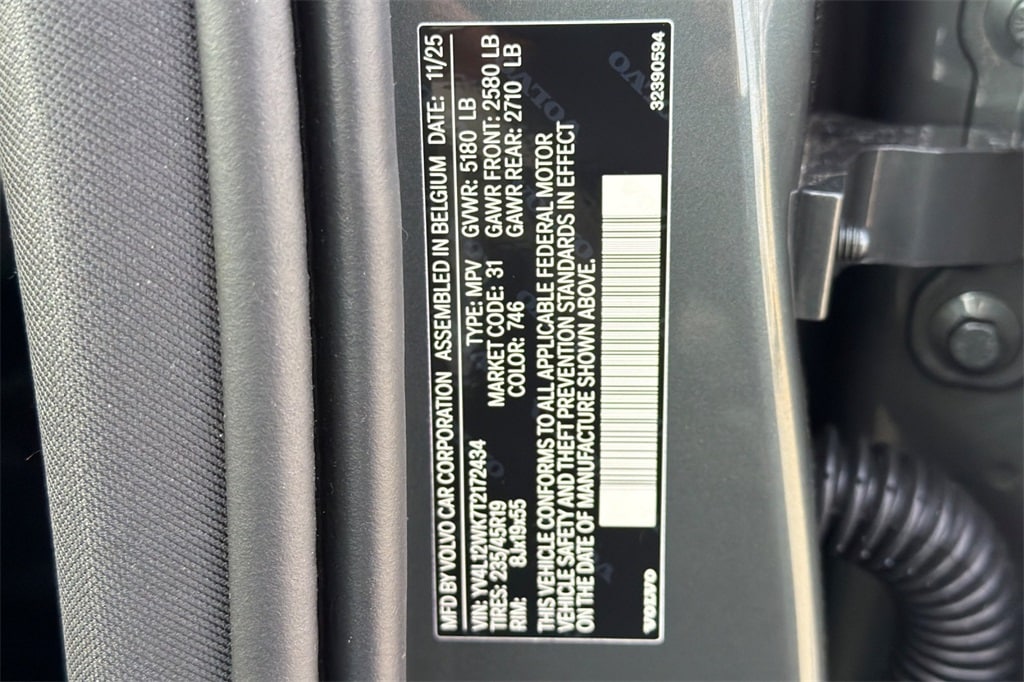 MFD BY VOLVO CAR CORPORATION ASSEMBLED IN BELGIUM DATE: 11/25
VIN: YV4L12WK7T2172434 TYPE: MPV GVWR: 5180 LB
TIRES: 235/45R19 MARKET CODE: 31 GAWR FRONT: 2580 LB
RIM: 8Jx19x55 COLOR: 746 GAWR REAR: 2710 LB
THIS VEHICLE CONFORMS TO ALL APPLICABLE FEDERAL MOTOR
VEHICLE SAFETY AND THEFT PREVENTION STANDARDS IN EFFECT
ON THE DATE OF MANUFACTURE SHOWN ABOVE.
VOLVO 32390594